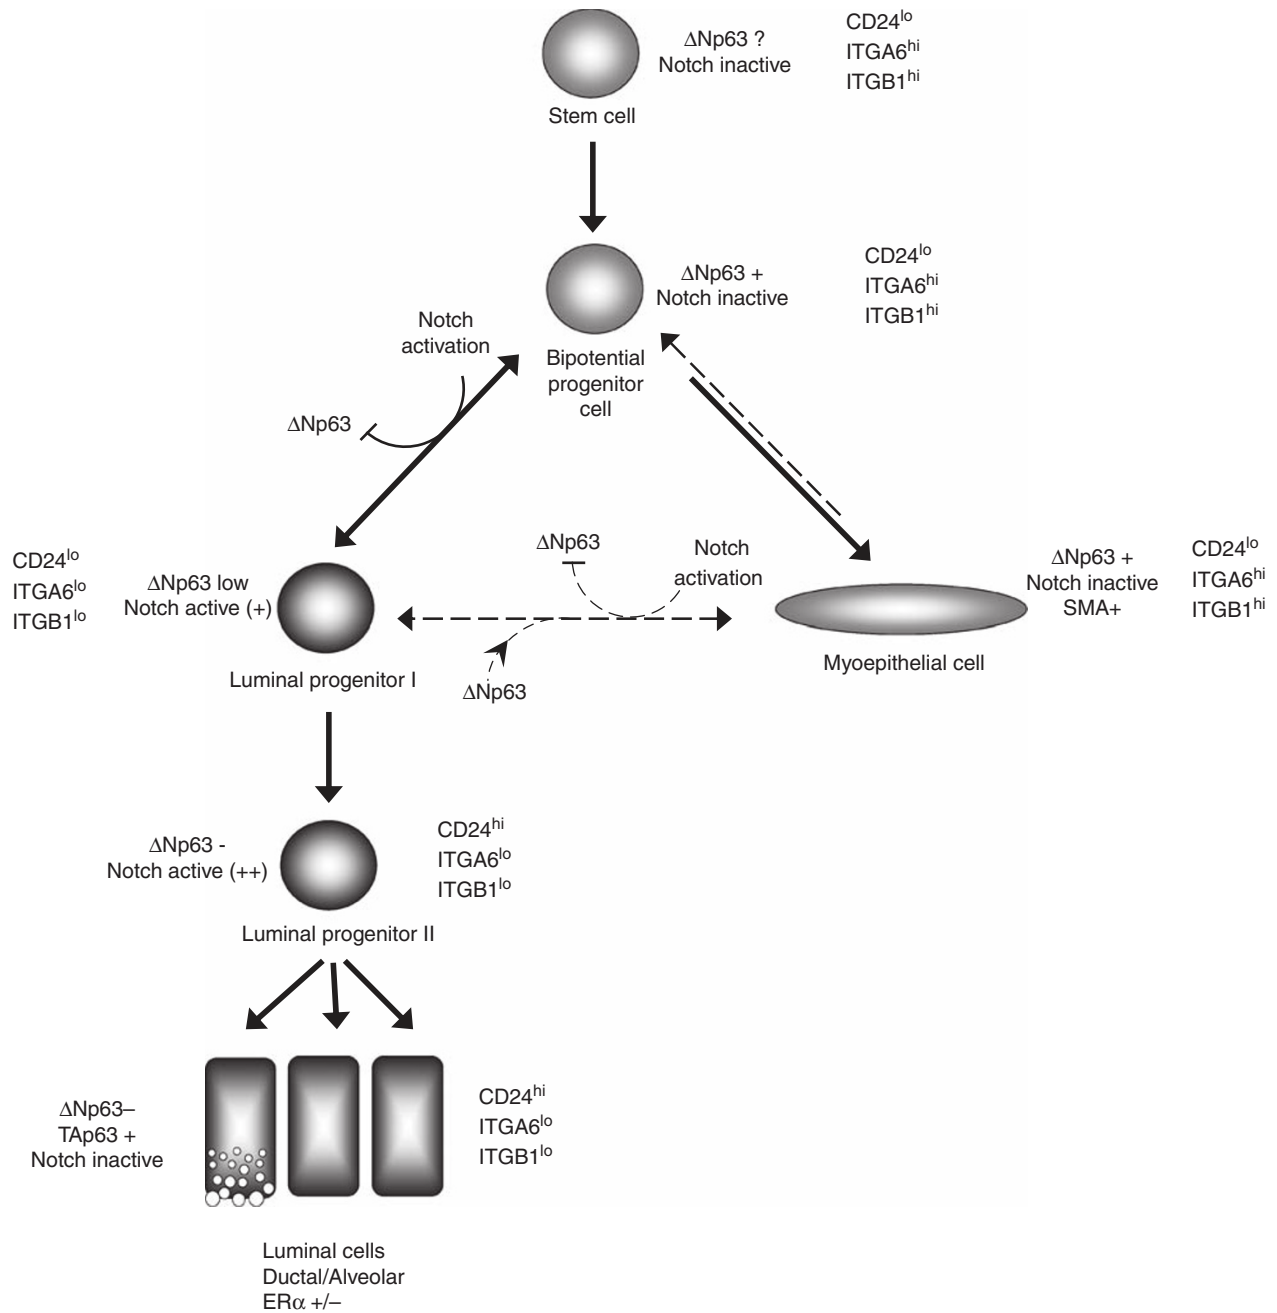 ΔNp63 ?
Notch inactive
CD24lo
ITGA6hi
ITGB1hi
Stem cell
ΔNp63 +
Notch inactive
CD24lo
ITGA6hi
ITGB1hi
Bipotential
progenitor
cell
Notch
activation
ΔNp63
CD24lo
ITGA6lo
ITGB1lo
ΔNp63 low
Notch active (+)
Luminal progenitor I
ΔNp63
Notch
activation
ΔNp63
ΔNp63 +
Notch inactive
SMA+
CD24lo
ITGA6hi
ITGB1hi
Myoepithelial cell
ΔNp63 -
Notch active (++)
CD24hi
ITGA6lo
ITGB1lo
Luminal progenitor II
ΔNp63–
TAp63 +
Notch inactive
CD24hi
ITGA6lo
ITGB1lo
Luminal cells
Ductal/Alveolar
ERα +/–